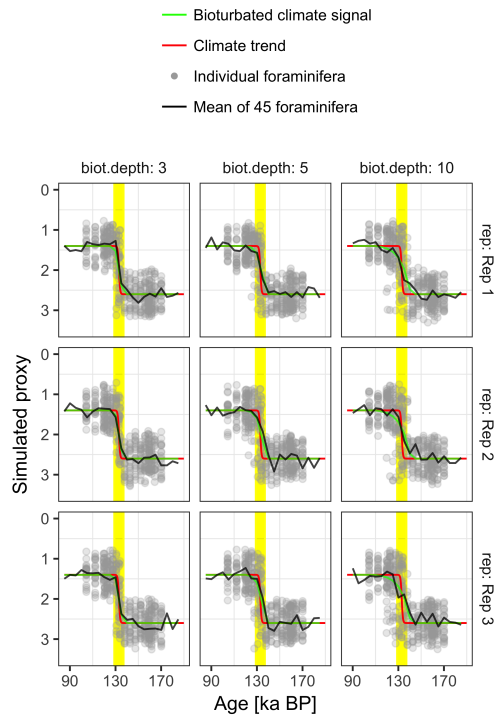 Bioturbated climate signal
Climate trend
Individual foraminifera
Mean of 45 foraminifera
biot.depth: 3 biot.depth: 5 biot.depth: 10
0
1
2
3
rep: Rep 1
0
1
2
3
rep: Rep 2
0
1
2
3
rep: Rep 3
Simulated proxy
90 130 170 90 130 170 90 130 170
Age [ka BP]